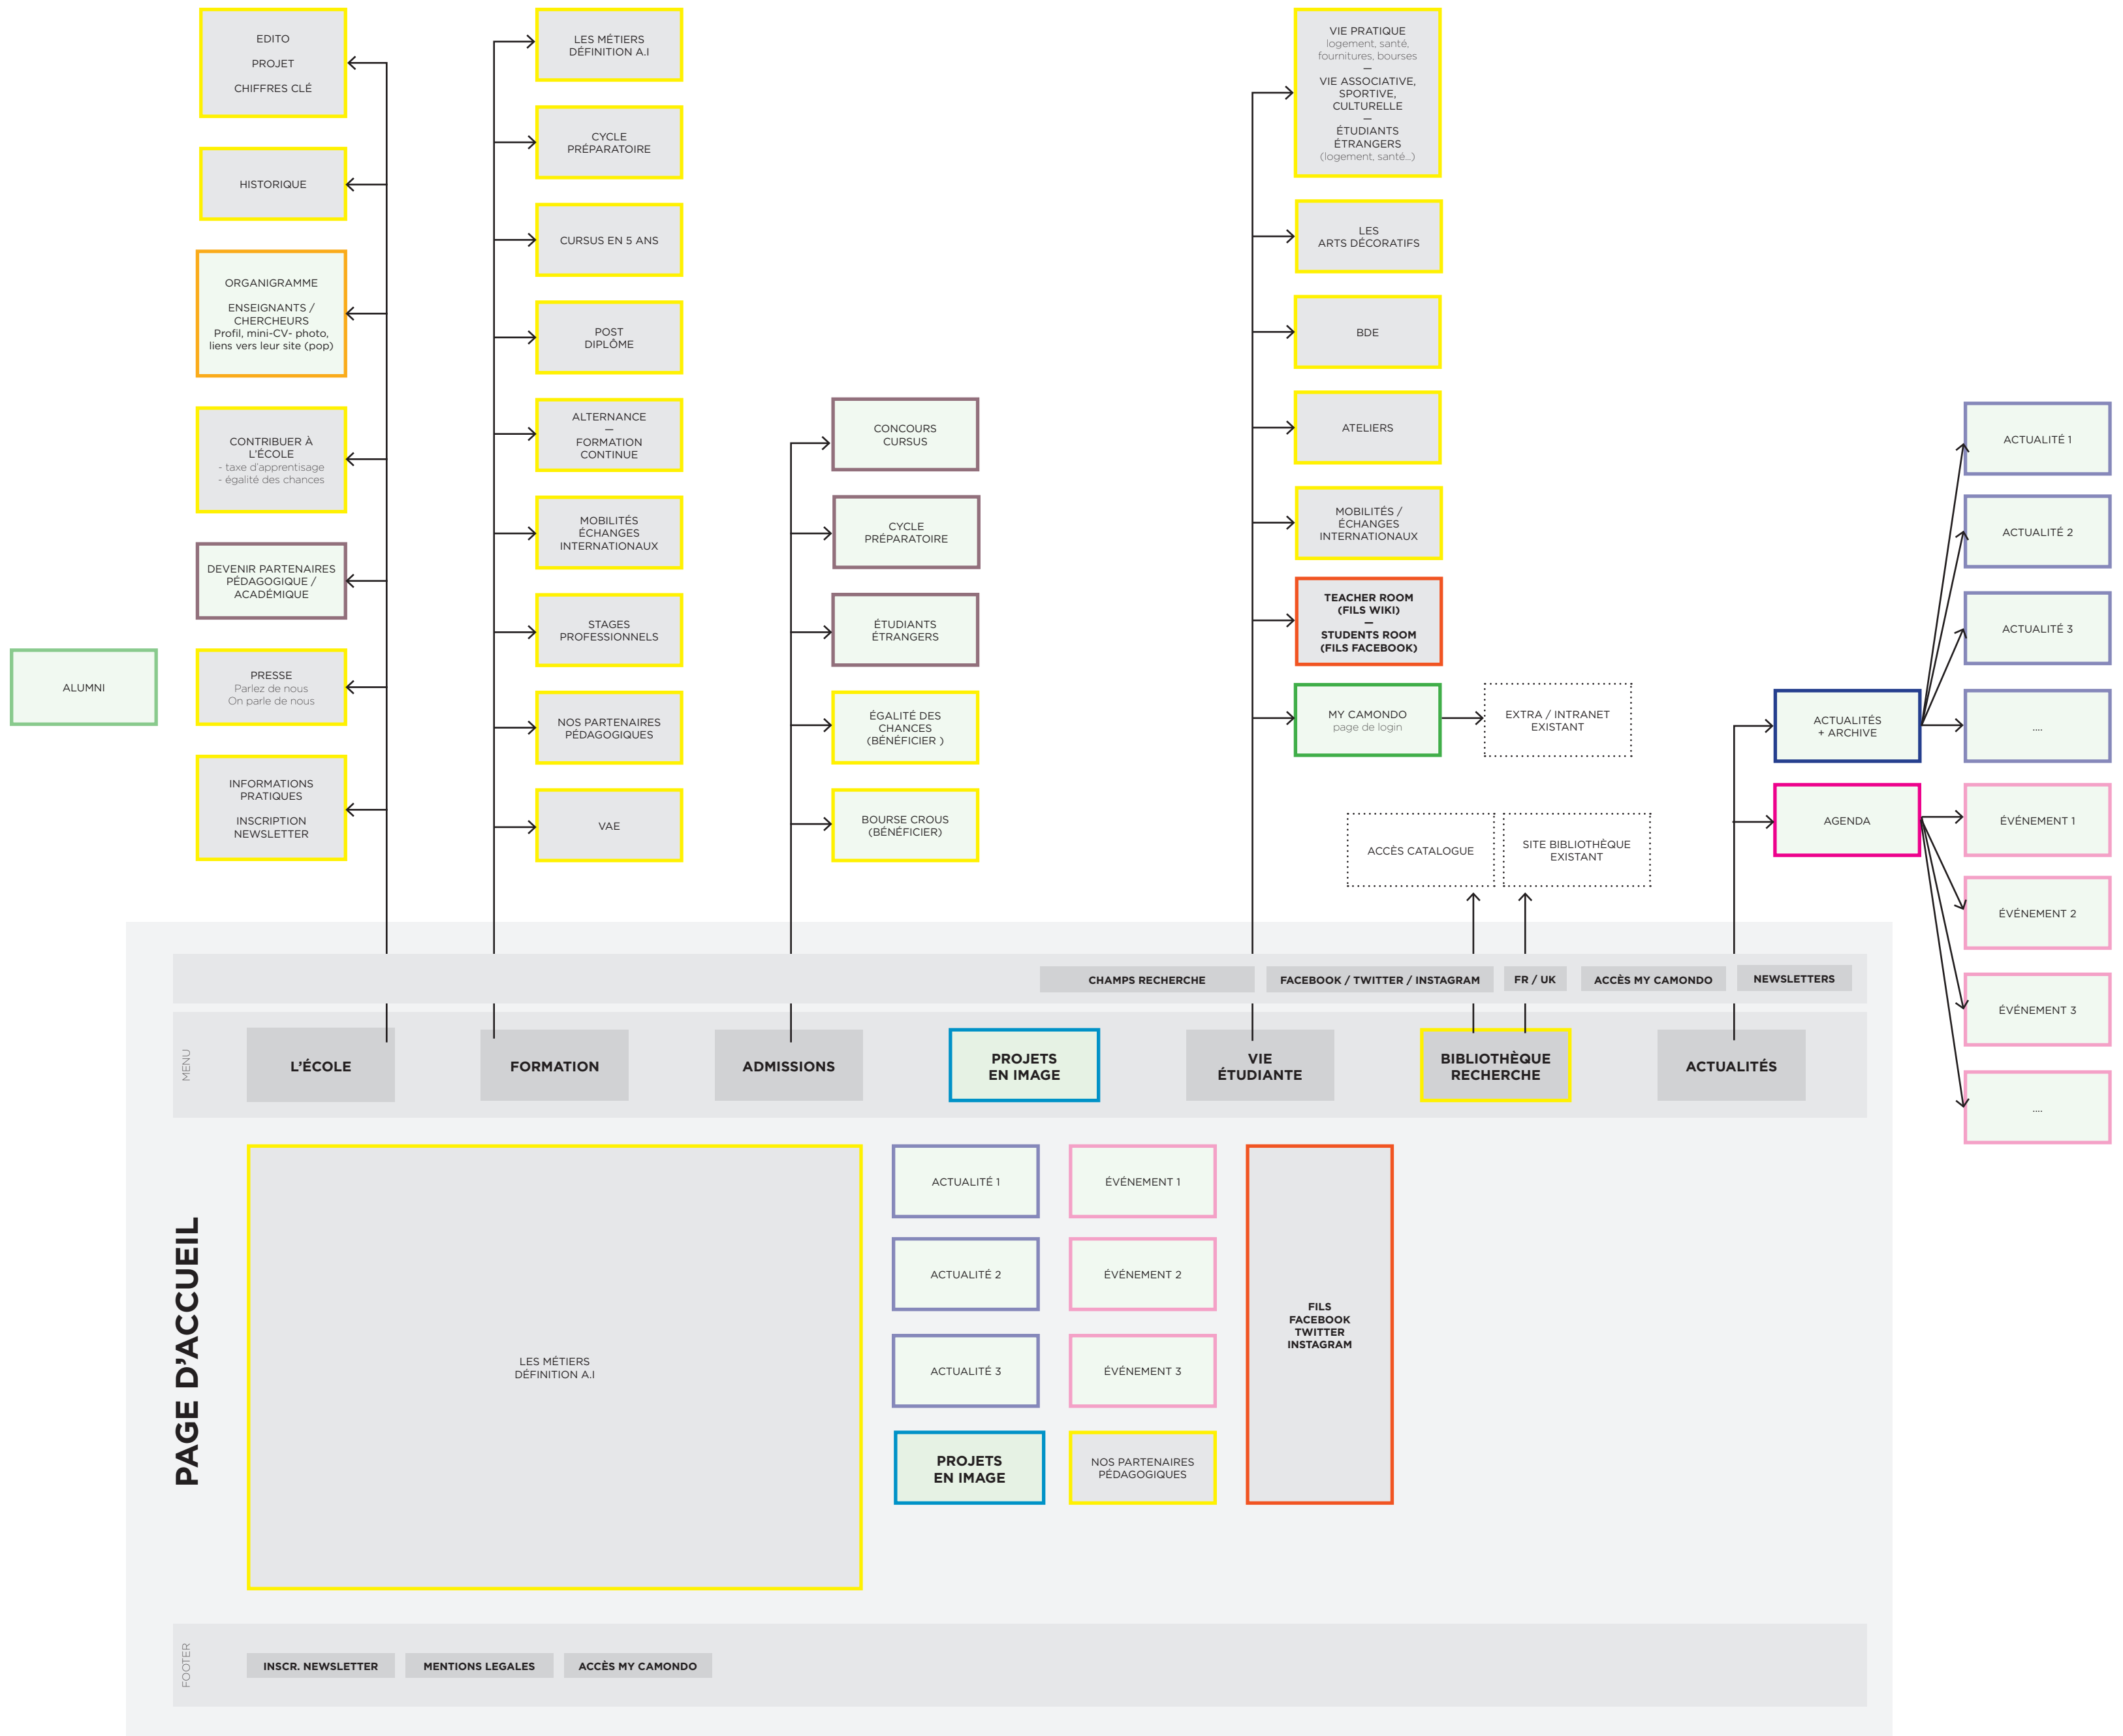 EDITO
PROJET
CHIFFRES CLÉ
HISTORIQUE
ORGANIGRAMME
ENSEIGNANTS /
CHERCHEURS
Profil, mini-CV- photo,
liens vers leur site (pop)
CONTRIBUER À
L'ÉCOLE
- taxe d'apprentisage
- égalité des chances
DEVENIR PARTENAIRES
PÉDAGOGIQUE /
ACADÉMIQUE
ALUMNI
PRESSE
Parlez de nous
On parle de nous
INFORMATIONS
PRATIQUES
INSCRIPTION
NEWSLETTER
LES MÉTIERS
DÉFINITION A.I
CYCLE
PRÉPARATOIRE
CURSUS EN 5 ANS
POST
DIPLÔME
ALTERNANCE
—
FORMATION
CONTINUE
MOBILITÉS
ÉCHANGES
INTERNATIONAUX
STAGES
PROFESSIONNELS
NOS PARTENAIRES
PÉDAGOGIQUES
VAE
CONCOURS
CURSUS
CYCLE
PRÉPARATOIRE
ÉTUDIANTS
ÉTRANGERS
ÉGALITÉ DES
CHANCES
(BÉNÉFICIER )
BOURSE CROUS
(BÉNÉFICIER)
VIE PRATIQUE
logement, santé,
fournitures, bourses
—
VIE ASSOCIATIVE,
SPORTIVE,
CULTURELLE
—
ÉTUDIANTS
ÉTRANGERS
(logement, santé...)
LES
ARTS DÉCORATIFS
BDE
ATELIERS
MOBILITÉS /
ÉCHANGES
INTERNATIONAUX
TEACHER ROOM
(FILS WIKI)
—
STUDENTS ROOM
(FILS FACEBOOK)
MY CAMONDO
page de login
EXTRA / INTRANET
EXISTANT
ACCÈS CATALOGUE
SITE BIBLIOTHÈQUE
EXISTANT
ACTUALITÉS
+ ARCHIVE
AGENDA
ACTUALITÉ 1
ACTUALITÉ 2
ACTUALITÉ 3
....
ÉVÉNEMENT 1
ÉVÉNEMENT 2
ÉVÉNEMENT 3
....
CHAMPS RECHERCHE
FACEBOOK / TWITTER / INSTAGRAM
FR / UK
ACCÈS MY CAMONDO
NEWSLETTERS
MENU
L'ÉCOLE
FORMATION
ADMISSIONS
PROJETS
EN IMAGE
VIE
ÉTUDIANTE
BIBLIOTHÈQUE
RECHERCHE
ACTUALITÉS
PAGE D'ACCUEIL
LES MÉTIERS
DÉFINITION A.I
ACTUALITÉ 1
ACTUALITÉ 2
ACTUALITÉ 3
PROJETS
EN IMAGE
ÉVÉNEMENT 1
ÉVÉNEMENT 2
ÉVÉNEMENT 3
NOS PARTENAIRES
PÉDAGOGIQUES
FILS
FACEBOOK
TWITTER
INSTAGRAM
FOOTER
INSCR. NEWSLETTER
MENTIONS LEGALES
ACCÈS MY CAMONDO